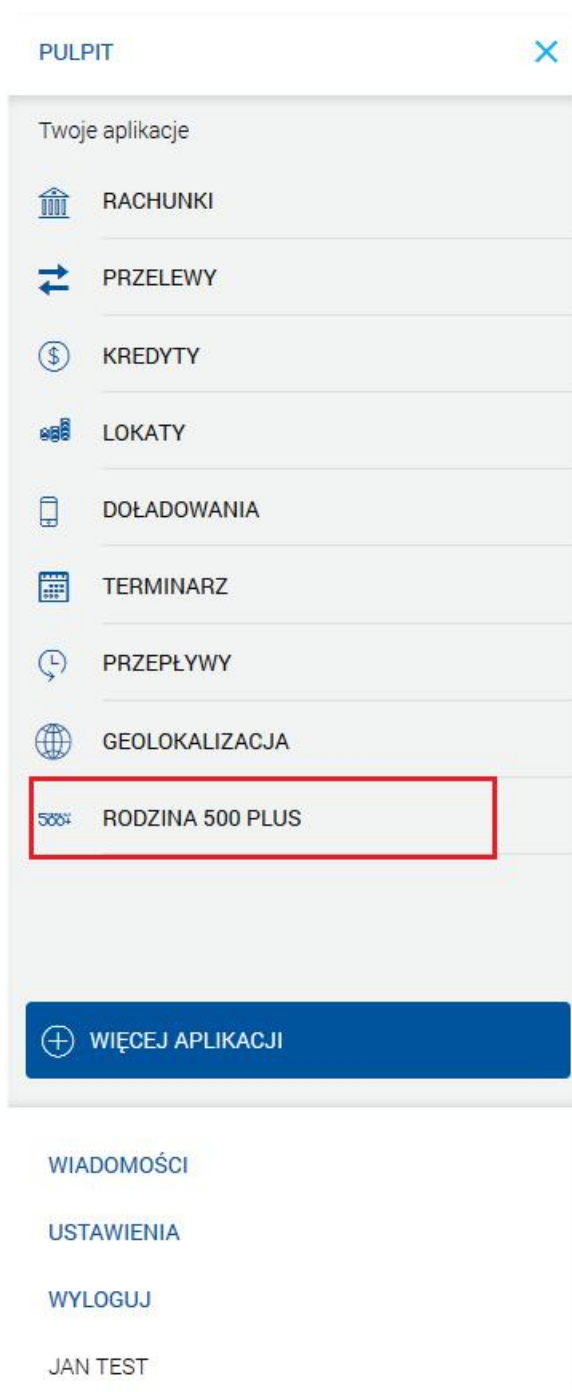 PULPIT
Twoje aplikacje
RACHUNKI
PRZELEWY
KREDYTY
LOKATY
DOŁADOWANIA
TERMINARZ
PRZEPŁYWY
GEOLOKALIZACJA
RODZINA 500 PLUS
WIĘCEJ APLIKACJI
WIADOMOŚCI
USTAWIENIA
WYLOGUJ
JAN TEST